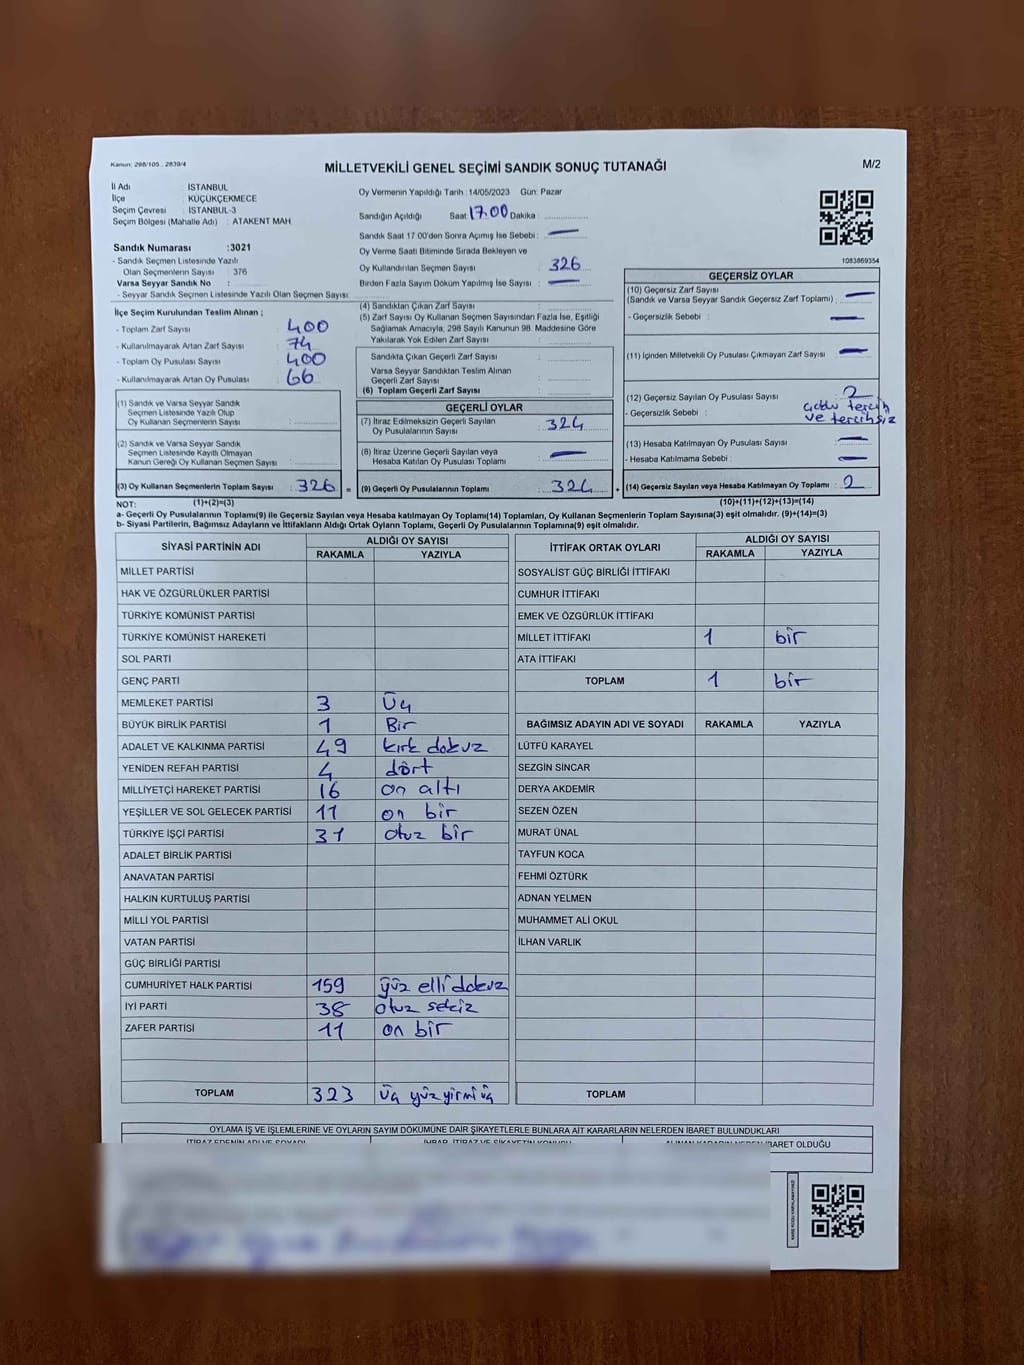 Kanun: 298/105 , 2839/4
MİLLETVEKİLİ GENEL SEÇİMİ SANDIK SONUÇ TUTANAĞI
M/2
İl Adı : İSTANBUL
İlçe : KÜÇÜKÇEKMECE
Seçim Çevresi : İSTANBUL-3
Seçim Bölgesi (Mahalle Adı) : ATAKENT MAH.
Sandık Numarası :3021
- Sandık Seçmen Listesinde Yazılı
Olan Seçmenlerin Sayısı : 376
Varsa Seyyar Sandık No :
- Seyyar Sandık Seçmen Listesinde Yazılı Olan Seçmen Sayısı:
Oy Vermenin Yapıldığı Tarih :14/05/2023 Gün: Pazar
Sandığın Açıldığı Saat 17.00 Dakika :
Sandık Saat 17.00'den Sonra Açımış İse Sebebi : —
Oy Verme Saati Bitiminde Sırada Bekleyen ve
Oy Kullandırılan Seçmen Sayısı 326
Birden Fazla Sayım Döküm Yapılmış İse Sayısı : —
1083869354
İlçe Seçim Kurulundan Teslim Alınan ;
- Toplam Zarf Sayısı : 400
- Kullanılmayarak Artan Zarf Sayısı : 74
- Toplam Oy Pusulası Sayısı : 400
- Kullanılmayarak Artan Oy Pusulası : 66
(4) Sandıktan Çıkan Zarf Sayısı :
(5) Zarf Sayısı Oy Kullanan Seçmen Sayısından Fazla İse, Eşitliği
Sağlamak Amacıyla, 298 Sayılı Kanunun 98. Maddesine Göre
Yakılarak Yok Edilen Zarf Sayısı :
Sandıkta Çıkan Geçerli Zarf Sayısı :
Varsa Seyyar Sandıktan Teslim Alınan
Geçerli Zarf Sayısı :
(6) Toplam Geçerli Zarf Sayısı :
GEÇERSİZ OYLAR
(10) Geçersiz Zarf Sayısı
(Sandık ve Varsa Seyyar Sandık Geçersiz Zarf Toplamı) : —
- Geçersizlik Sebebi : —
(11) İçinden Milletvekili Oy Pusulası Çıkmayan Zarf Sayısı : —
(12) Geçersiz Sayılan Oy Pusulası Sayısı : 2
- Geçersizlik Sebebi : çoklu tercih
ve tercihsiz
(13) Hesaba Katılmayan Oy Pusulası Sayısı : —
- Hesaba Katılmama Sebebi : —
(14) Geçersiz Sayılan veya Hesaba Katılmayan Oy Toplamı : 2
(1) Sandık ve Varsa Seyyar Sandık
Seçmen Listesinde Yazılı Olup
Oy Kullanan Seçmenlerin Sayısı :
(2) Sandık ve Varsa Seyyar Sandık
Seçmen Listesinde Kayıtlı Olmayan
Kanun Gereği Oy Kullanan Seçmen Sayısı :
(3) Oy Kullanan Seçmenlerin Toplam Sayısı : 326 =
GEÇERLİ OYLAR
(7) İtiraz Edilmeksizin Geçerli Sayılan
Oy Pusulalarının Sayısı : 324
(8) İtiraz Üzerine Geçerli Sayılan veya
Hesaba Katılan Oy Pusulası Toplamı : —
(9) Geçerli Oy Pusulalarının Toplamı : 324 +
NOT: (1)+(2)=(3) (10)+(11)+(12)+(13)=(14)
a- Geçerli Oy Pusulalarının Toplamı(9) ile Geçersiz Sayılan veya Hesaba katılmayan Oy Toplamı(14) Toplamları, Oy Kullanan Seçmenlerin Toplam Sayısına(3) eşit olmalıdır. (9)+(14)=(3)
b- Siyasi Partilerin, Bağımsız Adayların ve İttifakların Aldığı Ortak Oyların Toplamı, Geçerli Oy Pusulalarının Toplamına(9) eşit olmalıdır.
SİYASİ PARTİNİN ADI ALDIĞI OY SAYISI
RAKAMLA YAZIYLA
MİLLET PARTİSİ
HAK VE ÖZGÜRLÜKLER PARTİSİ
TÜRKİYE KOMÜNİST PARTİSİ
TÜRKİYE KOMÜNİST HAREKETİ
SOL PARTİ
GENÇ PARTİ
MEMLEKET PARTİSİ 3 Üç
BÜYÜK BİRLİK PARTİSİ 1 Bir
ADALET VE KALKINMA PARTİSİ 49 kırk dokuz
YENİDEN REFAH PARTİSİ 4 dört
MİLLİYETÇİ HAREKET PARTİSİ 16 on altı
YEŞİLLER VE SOL GELECEK PARTİSİ 11 on bir
TÜRKİYE İŞÇİ PARTİSİ 31 otuz bir
ADALET BİRLİK PARTİSİ
ANAVATAN PARTİSİ
HALKIN KURTULUŞ PARTİSİ
MİLLİ YOL PARTİSİ
VATAN PARTİSİ
GÜÇ BİRLİĞİ PARTİSİ
CUMHURİYET HALK PARTİSİ 159 yüz elli dokuz
İYİ PARTİ 38 otuz sekiz
ZAFER PARTİSİ 11 on bir
TOPLAM 323 üç yüz yirmi üç
İTTİFAK ORTAK OYLARI ALDIĞI OY SAYISI
RAKAMLA YAZIYLA
SOSYALİST GÜÇ BİRLİĞİ İTTİFAKI
CUMHUR İTTİFAKI
EMEK VE ÖZGÜRLÜK İTTİFAKI
MİLLET İTTİFAKI 1 bir
ATA İTTİFAKI
TOPLAM 1 bir
BAĞIMSIZ ADAYIN ADI VE SOYADI RAKAMLA YAZIYLA
LÜTFÜ KARAYEL
SEZGİN SİNCAR
DERYA AKDEMİR
SEZEN ÖZEN
MURAT ÜNAL
TAYFUN KOCA
FEHMİ ÖZTÜRK
ADNAN YELMEN
MUHAMMET ALİ OKUL
İLHAN VARLIK
TOPLAM
OYLAMA İŞ VE İŞLEMLERİNE VE OYLARIN SAYIM DÖKÜMÜNE DAİR ŞİKAYETLERLE BUNLARA AİT KARARLARIN NELERDEN İBARET BULUNDUKLARI
İTİRAZ EDENİN ADI VE SOYADI İHBAR, İTİRAZ VE ŞİKAYETİN KONUSU ALINAN KARARIN NEDEN İBARET OLDUĞU